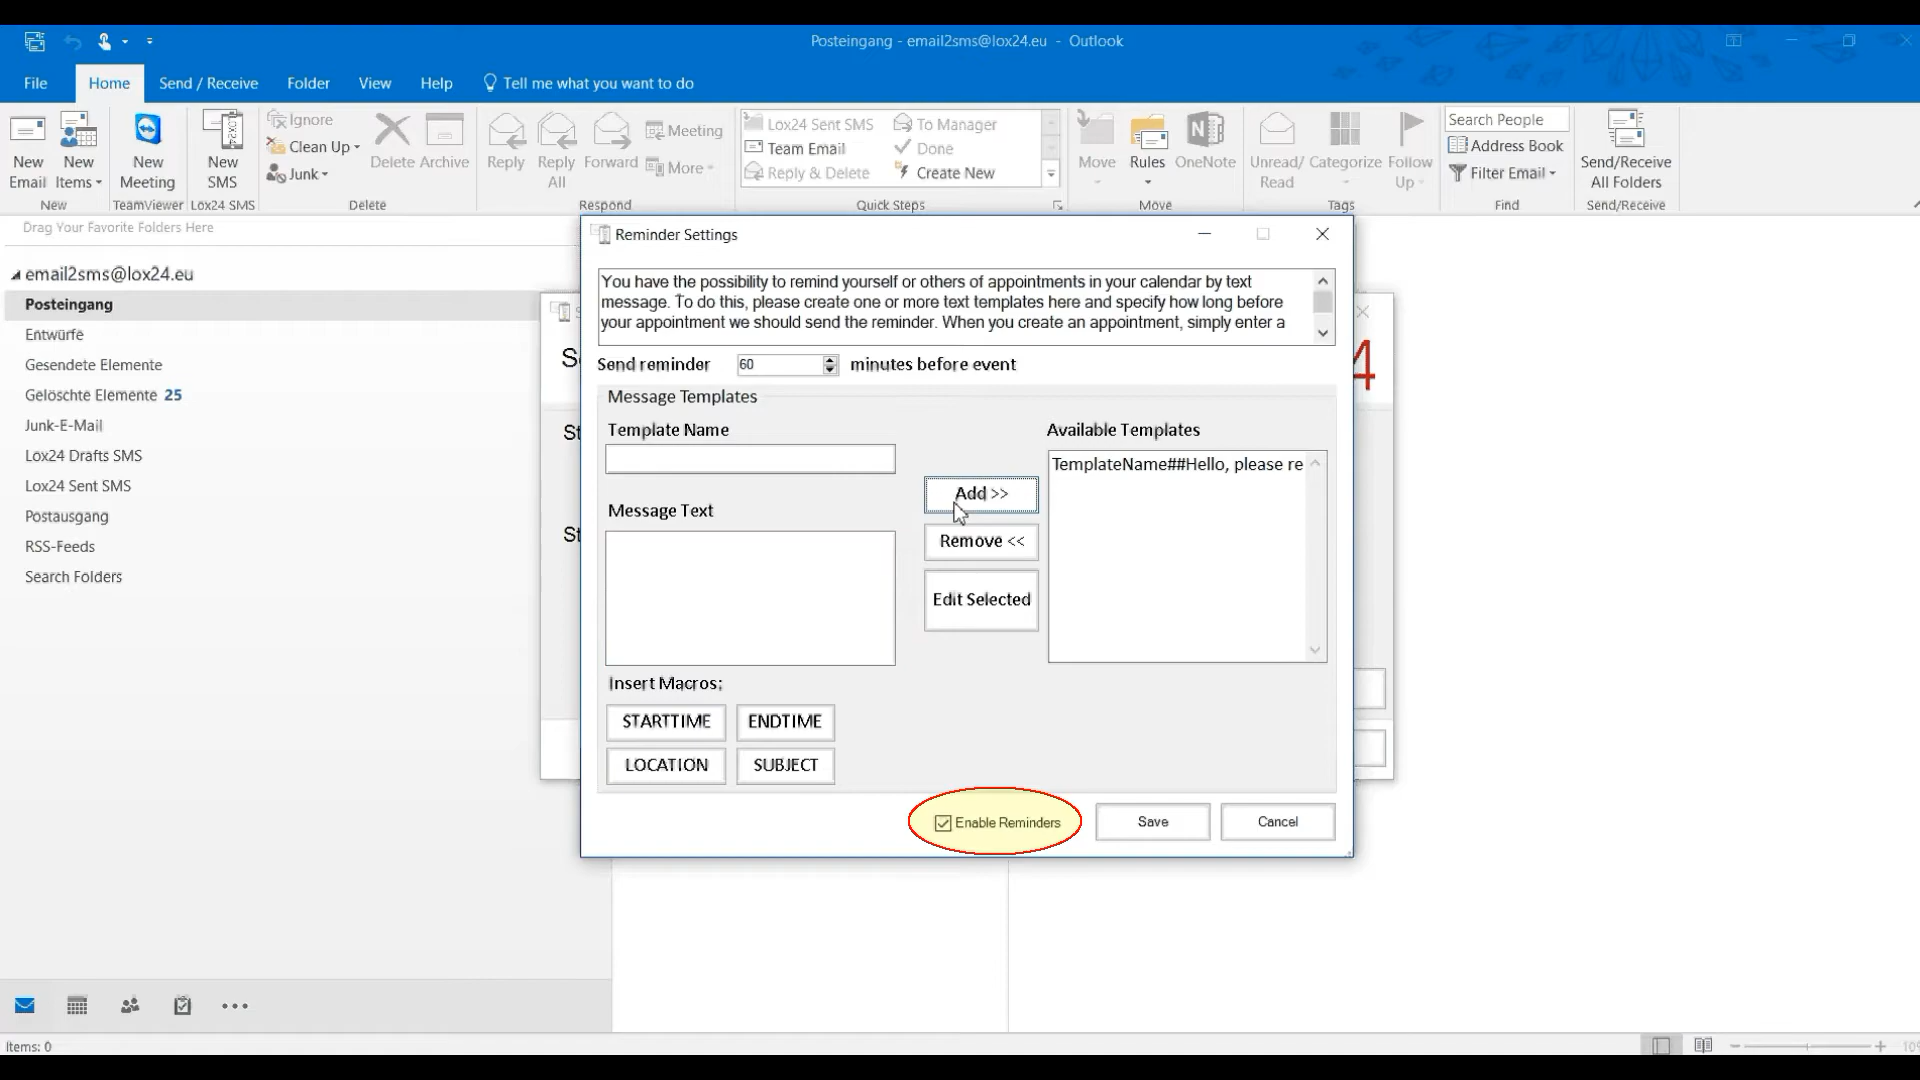 Posteingang - email2sms@lox24.eu - Outlook
File Home Send / Receive Folder View Help Tell me what you want to do
New Email
New Items
New
New Meeting
TeamViewer
LOX24
New SMS
Lox24 SMS
Ignore
Clean Up
Junk
Delete
Archive
Delete
Reply
Reply All
Forward
Meeting
More
Respond
Lox24 Sent SMS
Team Email
Reply & Delete
To Manager
Done
Create New
Quick Steps
Move
Rules
OneNote
Move
Unread/ Read
Categorize
Follow Up
Tags
Search People
Address Book
Filter Email
Find
Send/Receive All Folders
Send/Receive
Drag Your Favorite Folders Here
email2sms@lox24.eu
Posteingang
Entwürfe
Gesendete Elemente
Gelöschte Elemente 25
Junk-E-Mail
Lox24 Drafts SMS
Lox24 Sent SMS
Postausgang
RSS-Feeds
Search Folders
Reminder Settings
You have the possibility to remind yourself or others of appointments in your calendar by text
message. To do this, please create one or more text templates here and specify how long before
your appointment we should send the reminder. When you create an appointment, simply enter a
Send reminder 60 minutes before event
Message Templates
Template Name
Available Templates
TemplateName##Hello, please re
Add >>
Message Text
Remove <<
Edit Selected
Insert Macros:
STARTTIME ENDTIME
LOCATION SUBJECT
Enable Reminders Save Cancel
4
Items: 0